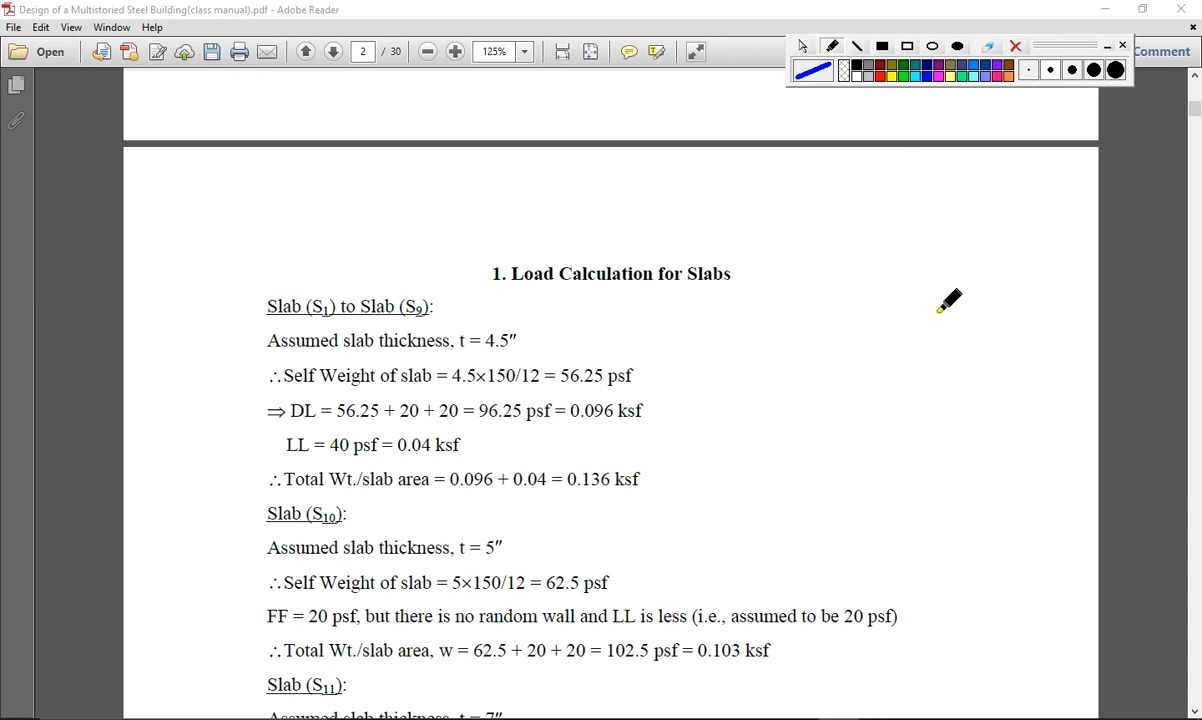 Design of a Multistoried Steel Building(class manual).pdf - Adobe Reader
File Edit View Window Help
Open 2 / 30 125% Comment
1. Load Calculation for Slabs
Slab (S₁) to Slab (S₉):
Assumed slab thickness, t = 4.5″
∴Self Weight of slab = 4.5×150/12 = 56.25 psf
⇒ DL = 56.25 + 20 + 20 = 96.25 psf = 0.096 ksf
LL = 40 psf = 0.04 ksf
∴Total Wt./slab area = 0.096 + 0.04 = 0.136 ksf
Slab (S₁₀):
Assumed slab thickness, t = 5″
∴Self Weight of slab = 5×150/12 = 62.5 psf
FF = 20 psf, but there is no random wall and LL is less (i.e., assumed to be 20 psf)
∴Total Wt./slab area, w = 62.5 + 20 + 20 = 102.5 psf = 0.103 ksf
Slab (S₁₁):
Assumed slab thickness, t = 7″